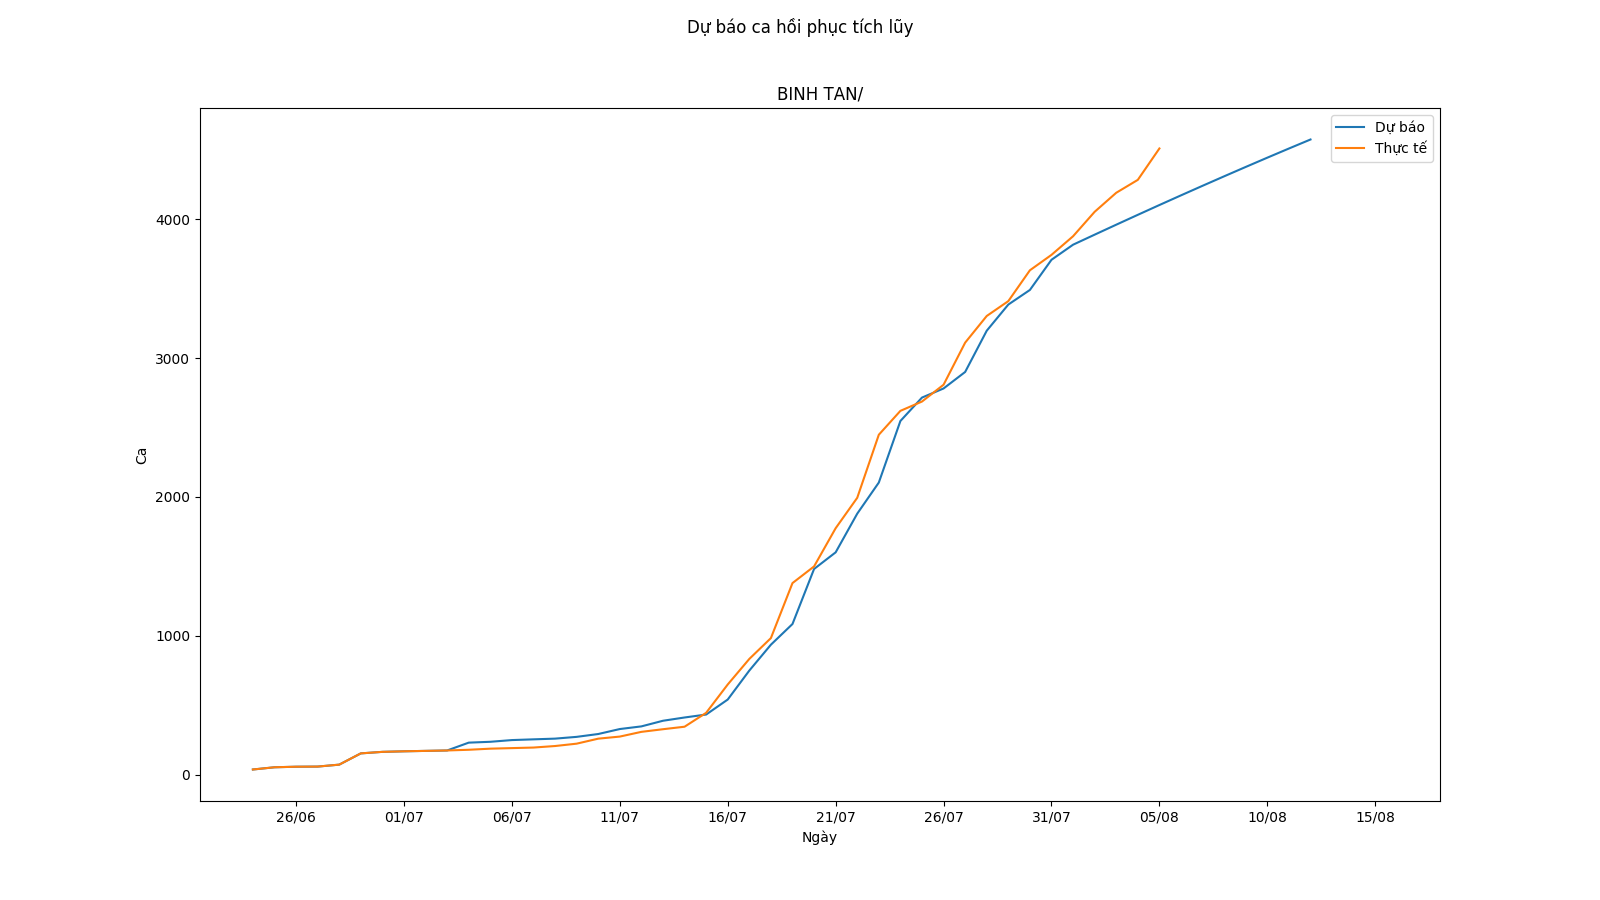 Dự báo ca hồi phục tích lũy
BINH TAN/
Dự báo
Thực tế
4000
3000
2000
1000
0
Ca
26/06 01/07 06/07 11/07 16/07 21/07 26/07 31/07 05/08 10/08 15/08
Ngày